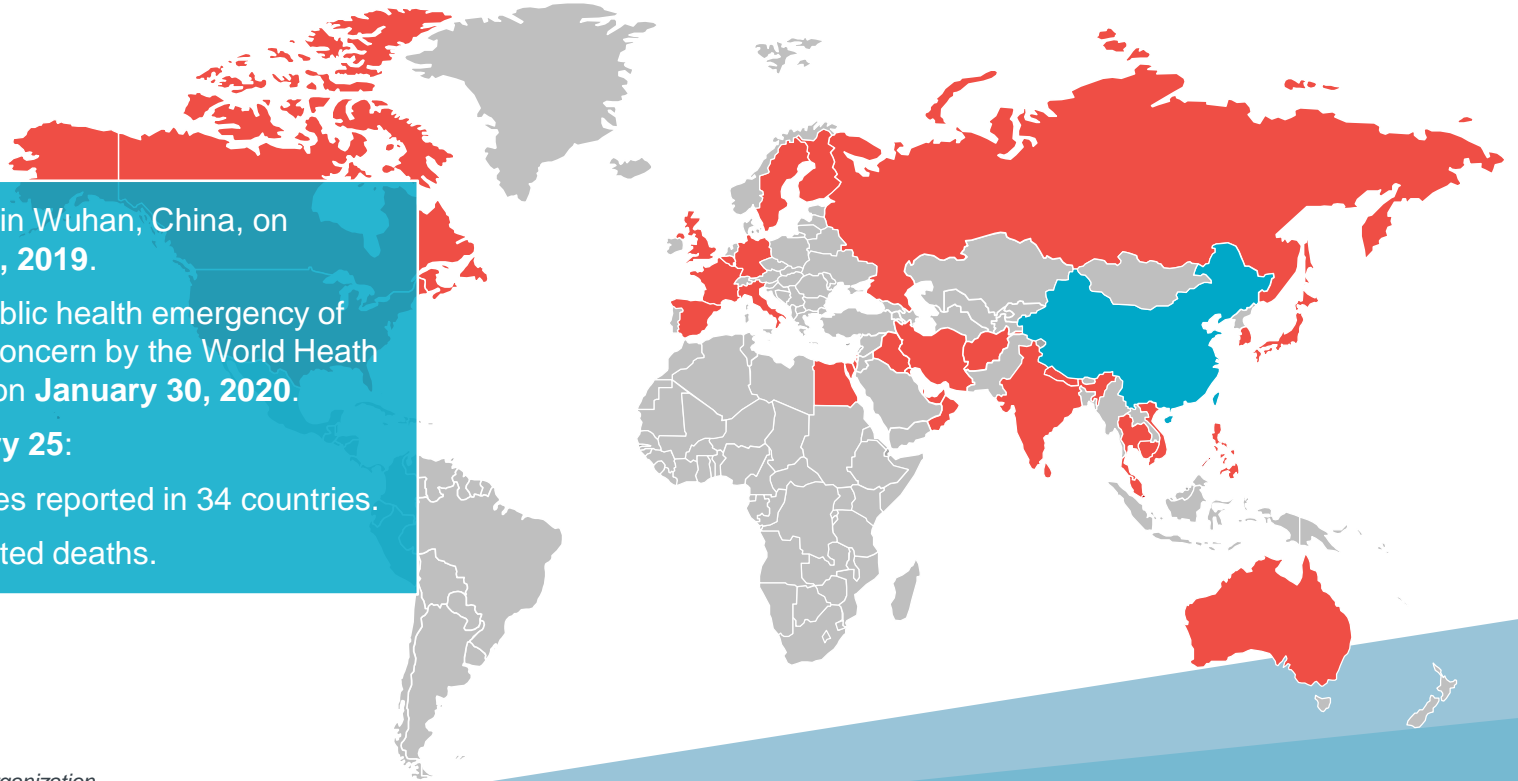 in Wuhan, China, on
, 2019.
blic health emergency of
oncern by the World Heath
on January 30, 2020.
ry 25:
es reported in 34 countries.
ted deaths.